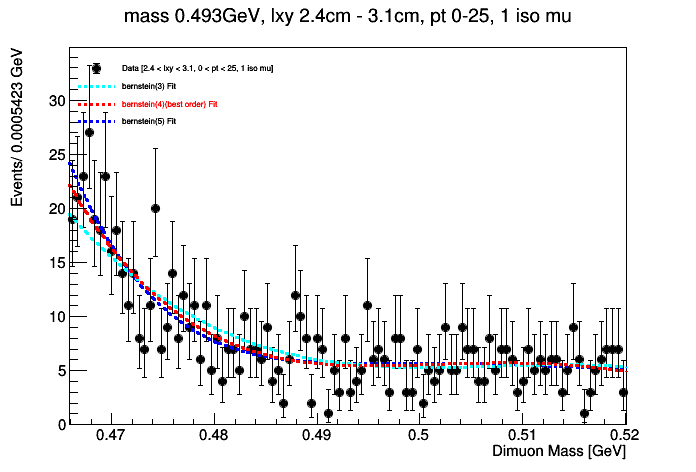 mass 0.493GeV, lxy 2.4cm - 3.1cm, pt 0-25, 1 iso mu
Events/ 0.0005423 GeV
Data [2.4 < lxy < 3.1, 0 < pt < 25, 1 iso mu]
bernstein(3) Fit
bernstein(4)(best order) Fit
bernstein(5) Fit
30
25
20
15
10
5
0
0.47 0.48 0.49 0.5 0.51 0.52
Dimuon Mass [GeV]